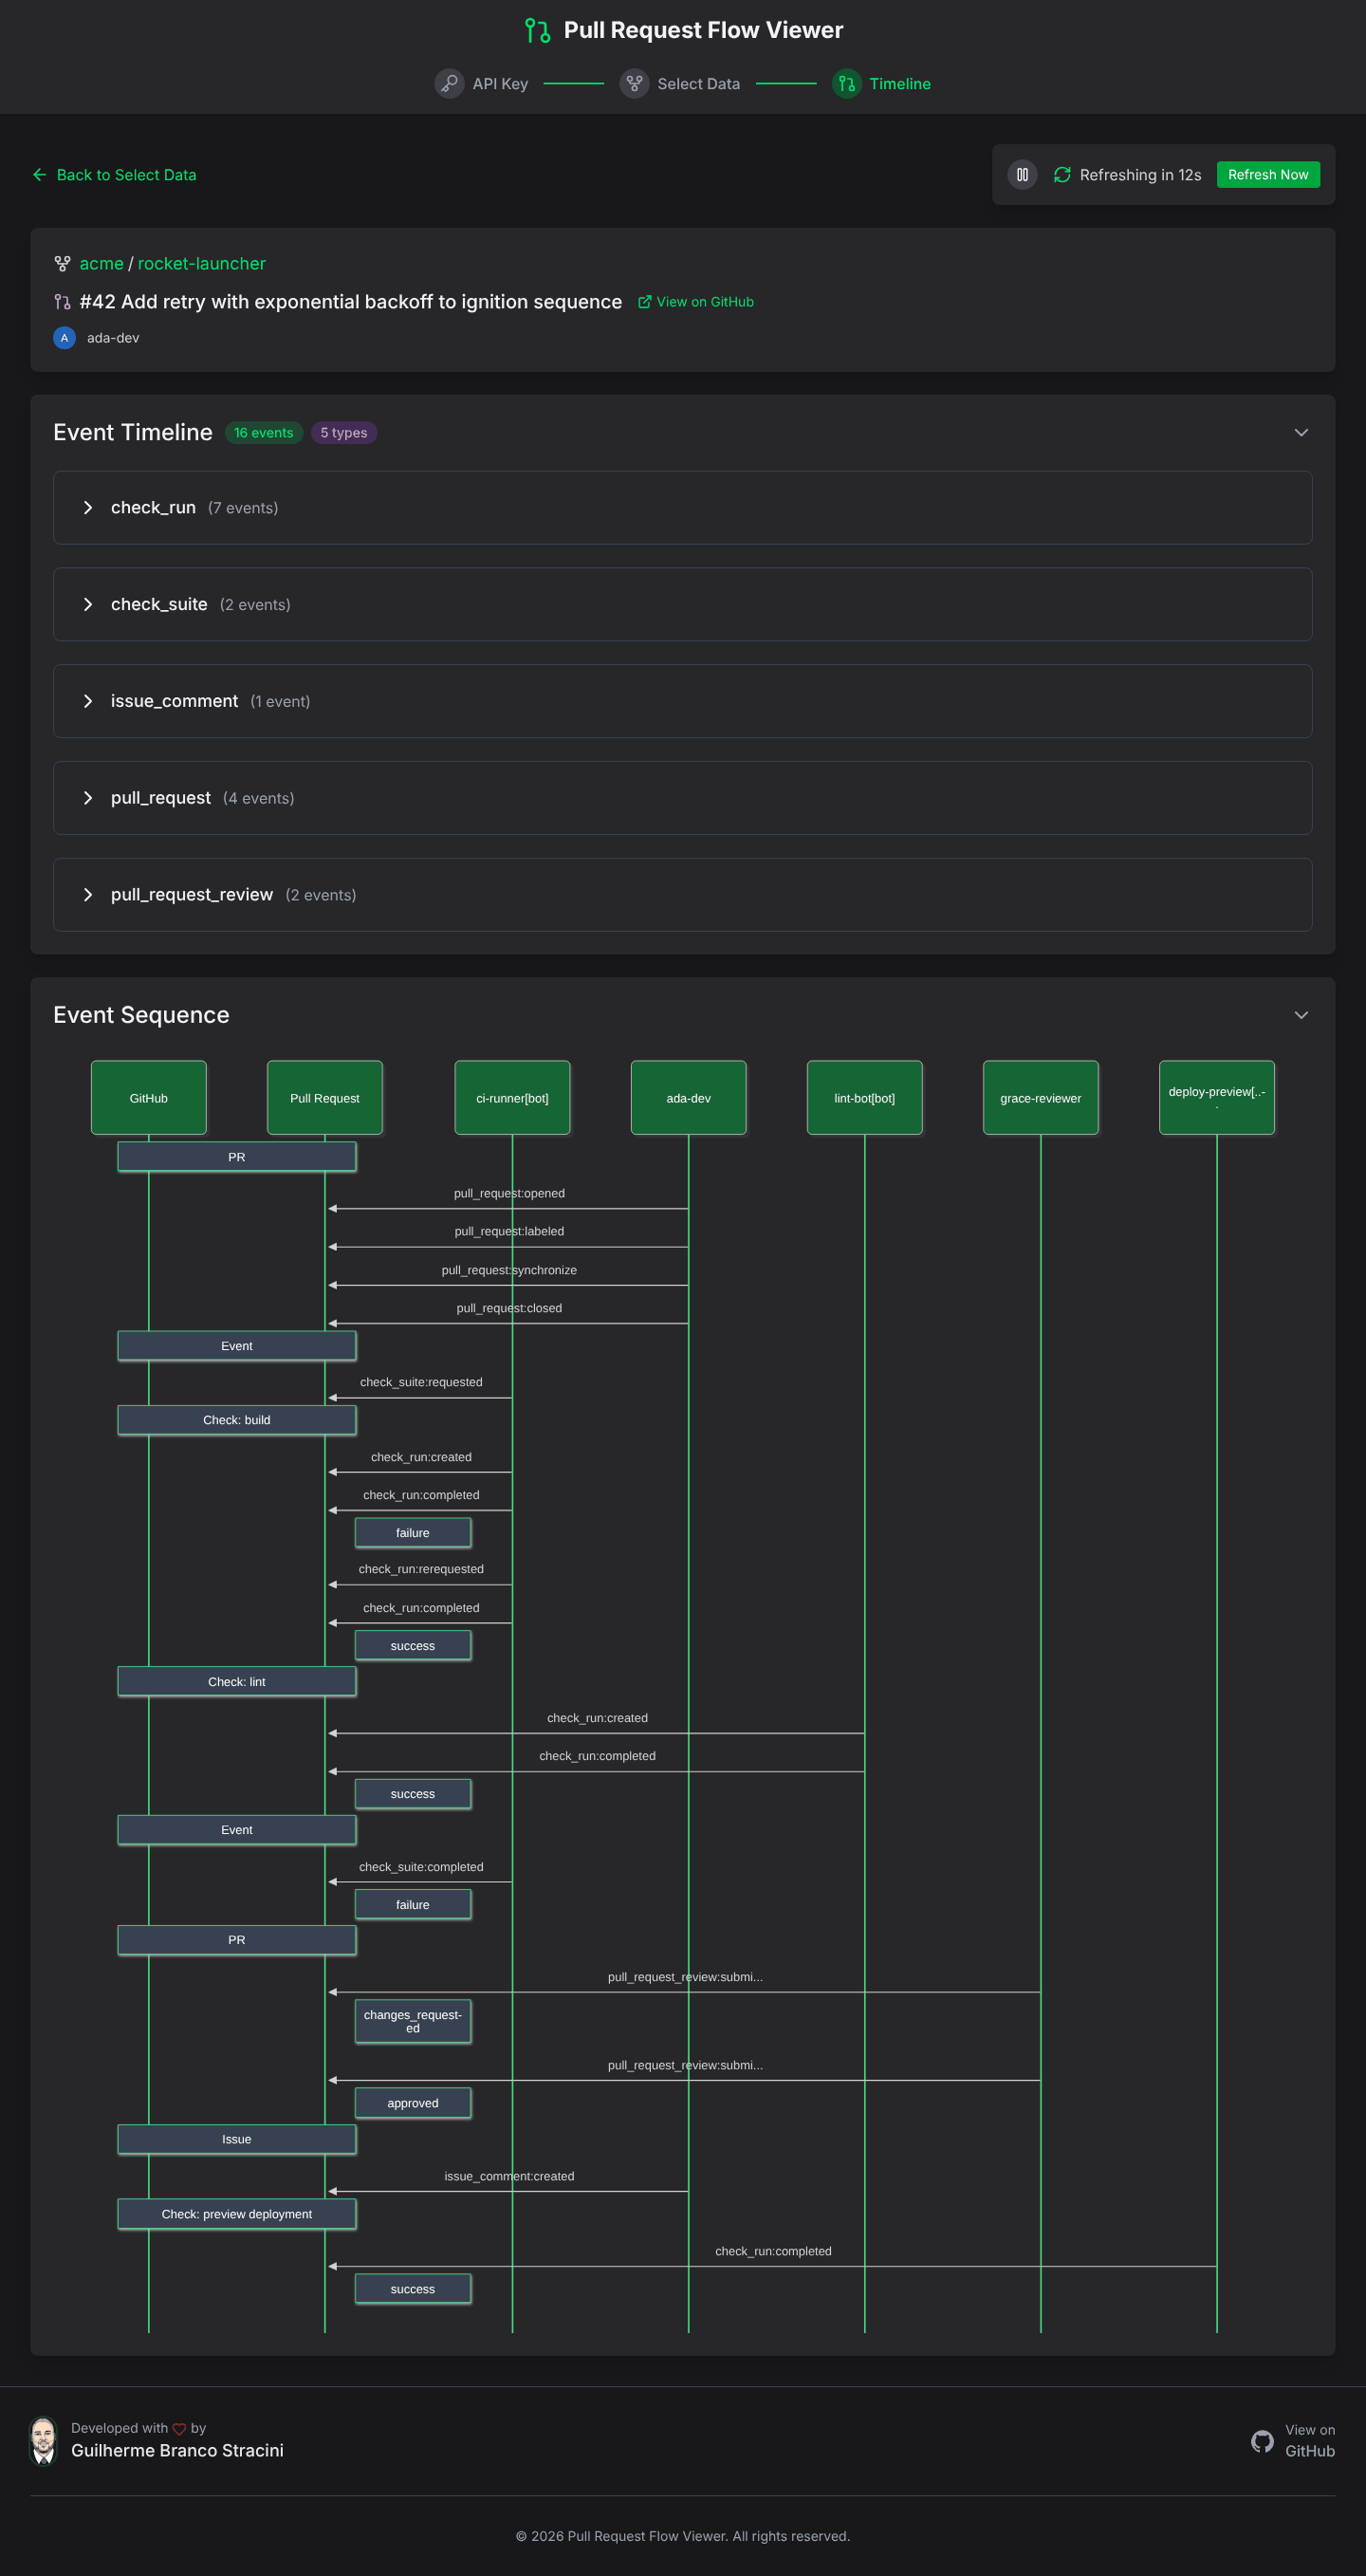 Pull Request Flow Viewer
API Key
Select Data
Timeline
Back to Select Data
Refreshing in 12s
Refresh Now
acme / rocket-launcher
#42 Add retry with exponential backoff to ignition sequence
View on GitHub
A
ada-dev
Event Timeline
16 events
5 types
check_run (7 events)
check_suite (2 events)
issue_comment (1 event)
pull_request (4 events)
pull_request_review (2 events)
Event Sequence
GitHub
Pull Request
ci-runner[bot]
ada-dev
lint-bot[bot]
grace-reviewer
deploy-preview[..-
.
PR
pull_request:opened
pull_request:labeled
pull_request:synchronize
pull_request:closed
Event
check_suite:requested
Check: build
check_run:created
check_run:completed
failure
check_run:rerequested
check_run:completed
success
Check: lint
check_run:created
check_run:completed
success
Event
check_suite:completed
failure
PR
pull_request_review:submi...
changes_request-
ed
pull_request_review:submi...
approved
Issue
issue_comment:created
Check: preview deployment
check_run:completed
success
Developed with by
Guilherme Branco Stracini
View on
GitHub
© 2026 Pull Request Flow Viewer. All rights reserved.